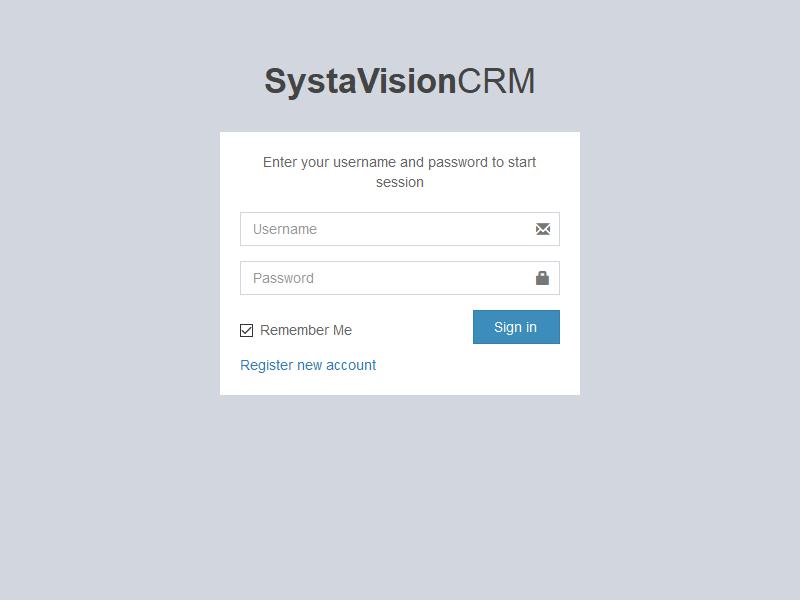 SystaVisionCRM
Enter your username and password to start
session
Username
Password
Remember Me
Sign in
Register new account